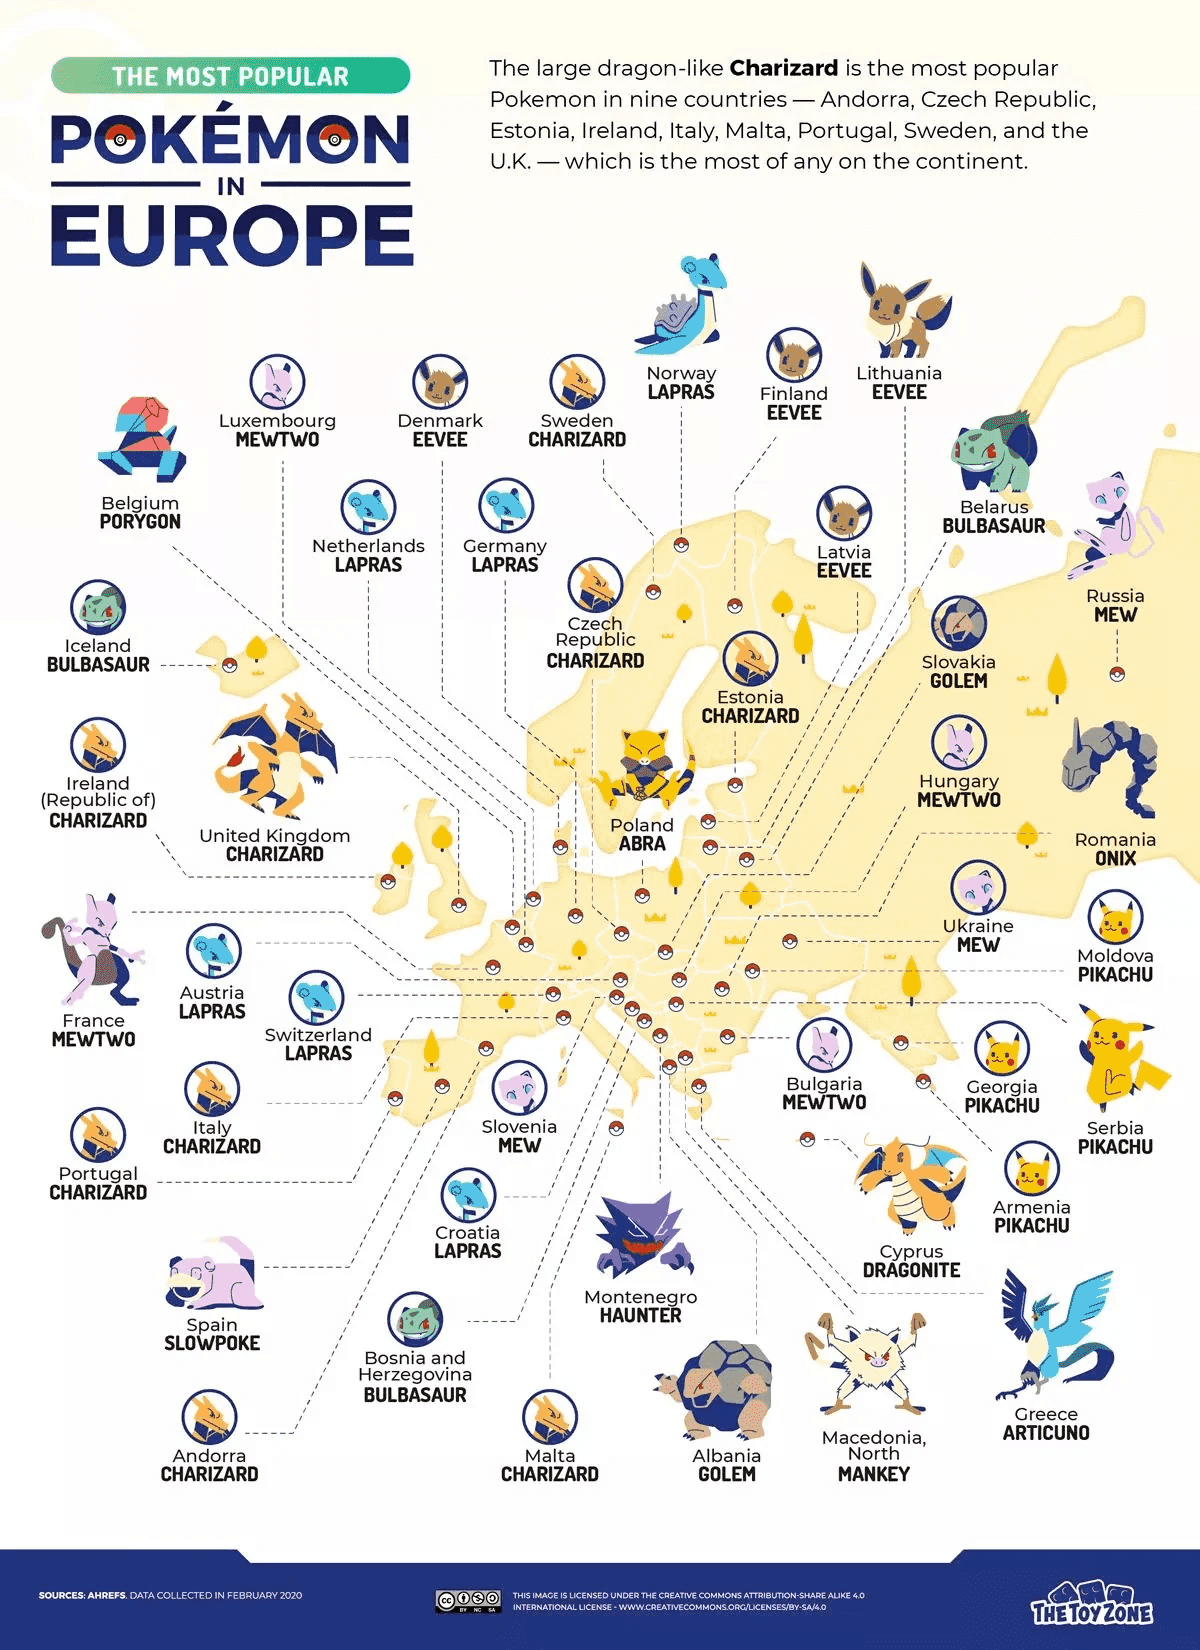 THE MOST POPULAR
POKÉMON
IN
EUROPE
The large dragon-like Charizard is the most popular
Pokemon in nine countries — Andorra, Czech Republic,
Estonia, Ireland, Italy, Malta, Portugal, Sweden, and the
U.K. — which is the most of any on the continent.
Norway
LAPRAS
Finland
EEVEE
Lithuania
EEVEE
Luxembourg
MEWTWO
Denmark
EEVEE
Sweden
CHARIZARD
Belgium
PORYGON
Netherlands
LAPRAS
Germany
LAPRAS
Latvia
EEVEE
Belarus
BULBASAUR
Russia
MEW
Iceland
BULBASAUR
Czech
Republic
CHARIZARD
Estonia
CHARIZARD
Slovakia
GOLEM
Ireland
(Republic of)
CHARIZARD
United Kingdom
CHARIZARD
Poland
ABRA
Hungary
MEWTWO
Romania
ONIX
Ukraine
MEW
Moldova
PIKACHU
France
MEWTWO
Austria
LAPRAS
Switzerland
LAPRAS
Italy
CHARIZARD
Slovenia
MEW
Bulgaria
MEWTWO
Georgia
PIKACHU
Serbia
PIKACHU
Portugal
CHARIZARD
Croatia
LAPRAS
Armenia
PIKACHU
Cyprus
DRAGONITE
Spain
SLOWPOKE
Bosnia and
Herzegovina
BULBASAUR
Montenegro
HAUNTER
Andorra
CHARIZARD
Malta
CHARIZARD
Albania
GOLEM
Macedonia,
North
MANKEY
Greece
ARTICUNO
SOURCES: AHREFS. DATA COLLECTED IN FEBRUARY 2020
CC
BY NC SA
THIS IMAGE IS LICENSED UNDER THE CREATIVE COMMONS ATTRIBUTION-SHARE ALIKE 4.0
INTERNATIONAL LICENSE - WWW.CREATIVECOMMONS.ORG/LICENSES/BY-SA/4.0
THE TOY ZONE